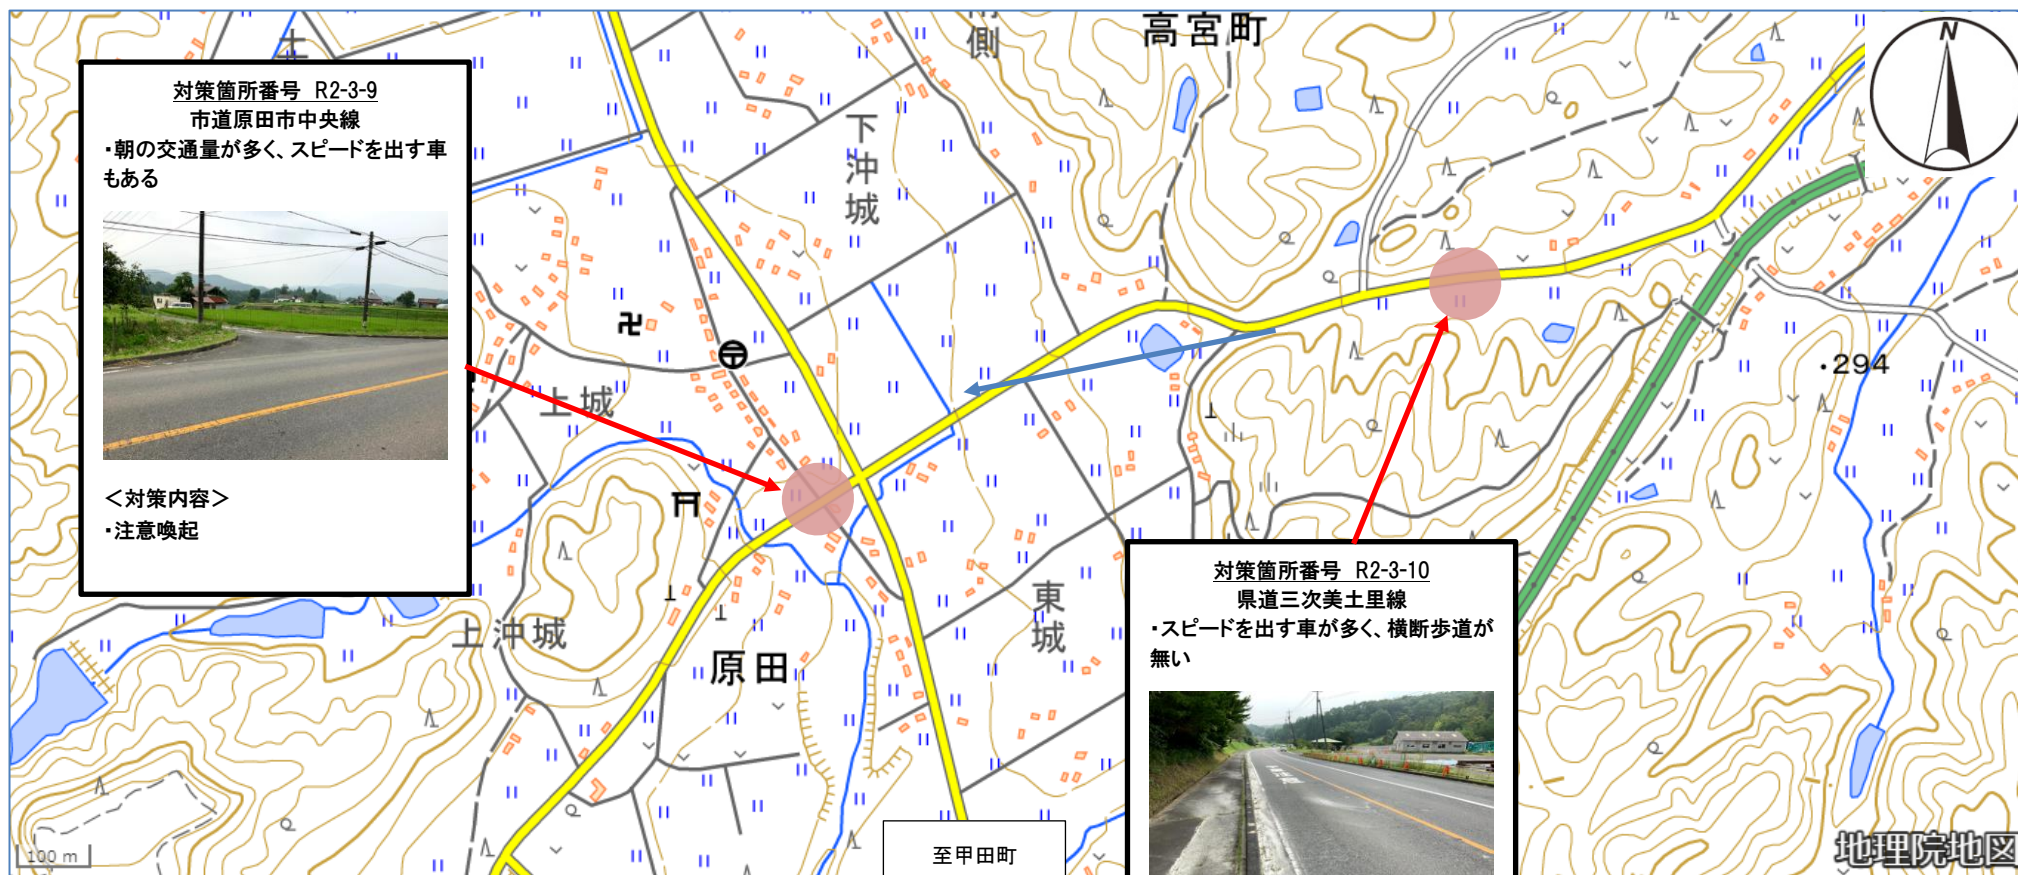 対策箇所番号 R2-3-9
市道原田市中央線
・朝の交通量が多く、スピードを出す車
もある
＜対策内容＞
・注意喚起
高宮町
N
下沖城
上城
294
上沖城
原田
東城
対策箇所番号 R2-3-10
県道三次美土里線
・スピードを出す車が多く、横断歩道が
無い
至甲田町
100 m
地理院地図